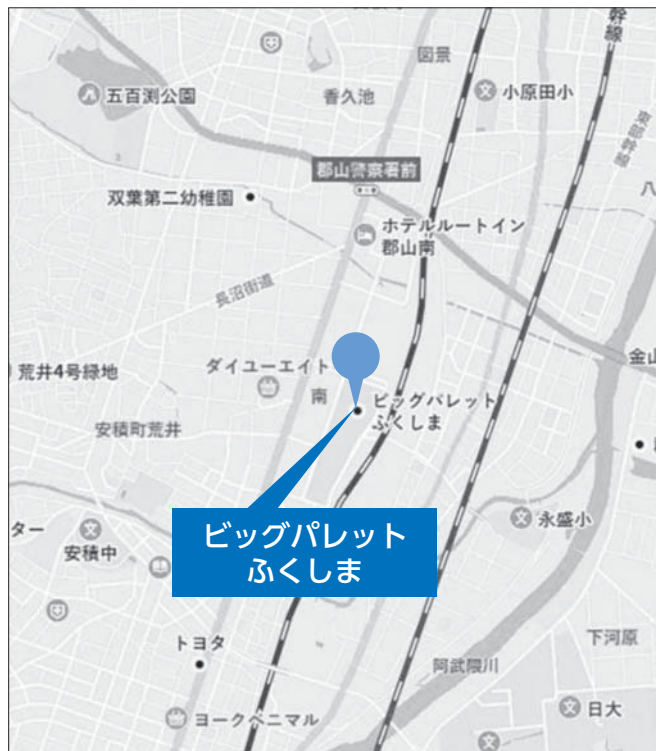 幹線
図景
五百渕公園
香久池
小原田小
東部幹線
郡山警察署前
八
双葉第二幼稚園
ホテルルートイン
郡山南
長沼街道
金山
ダイユーエイト
荒井4号緑地
南
ビッグパレット
ふくしま
安積町荒井
ビッグパレット
ふくしま
ター
安積中
永盛小
トヨタ
下河原
阿武隈川
ヨークベニマル
日大